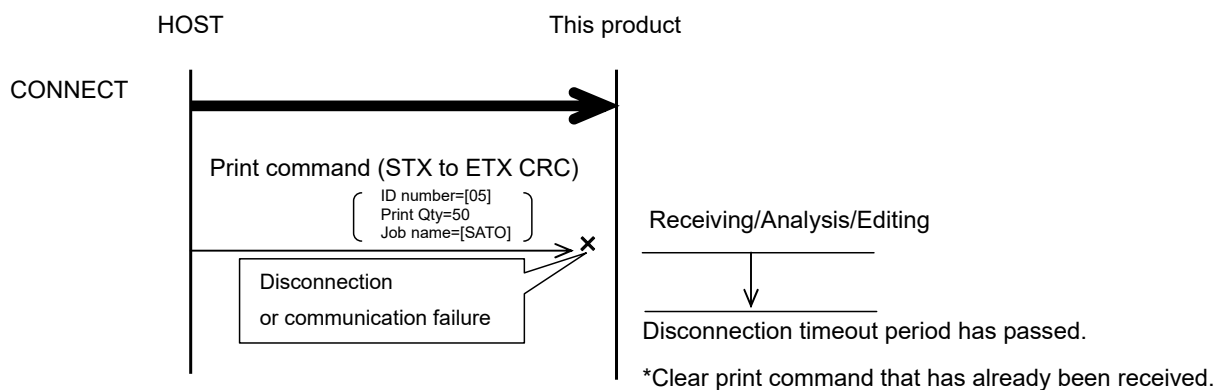 HOST
This product
CONNECT
Print command (STX to ETX CRC)
ID number=[05]
Print Qty=50
Job name=[SATO]
Receiving/Analysis/Editing
Disconnection
or communication failure
Disconnection timeout period has passed.
*Clear print command that has already been received.